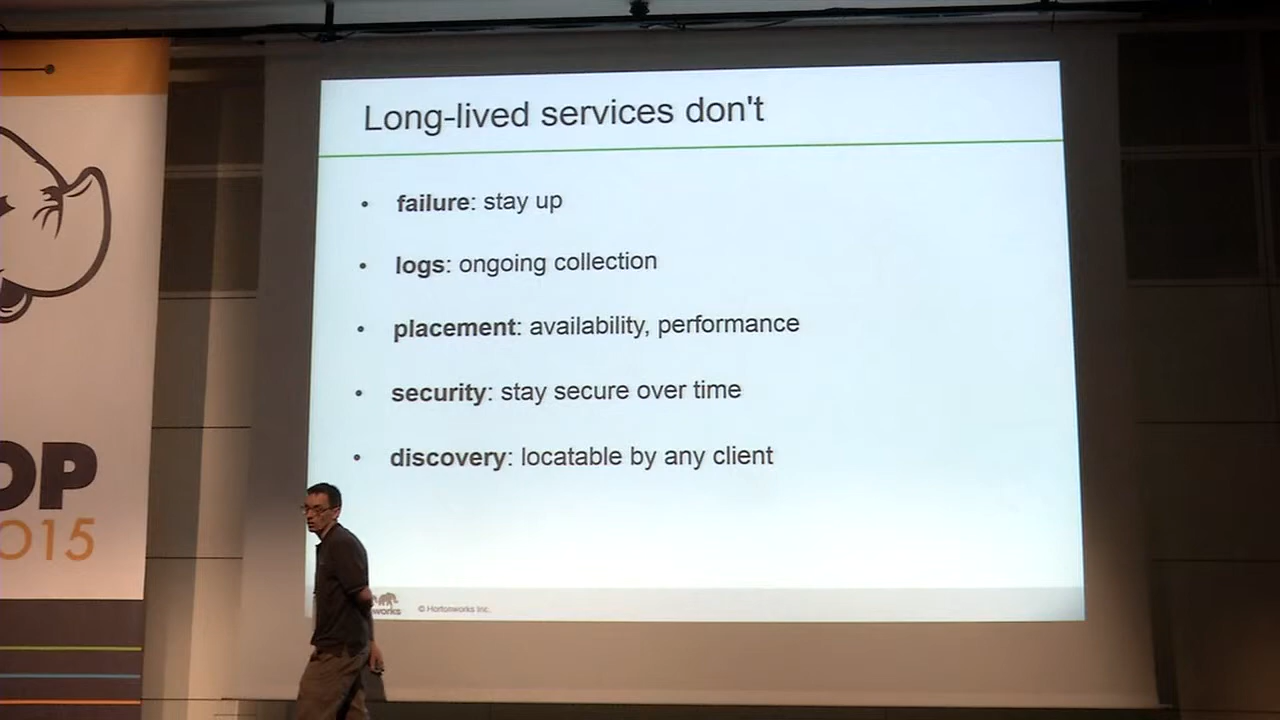 Long-lived services don't
• failure: stay up
• logs: ongoing collection
• placement: availability, performance
• security: stay secure over time
• discovery: locatable by any client
© Hortonworks Inc.
OP
2015